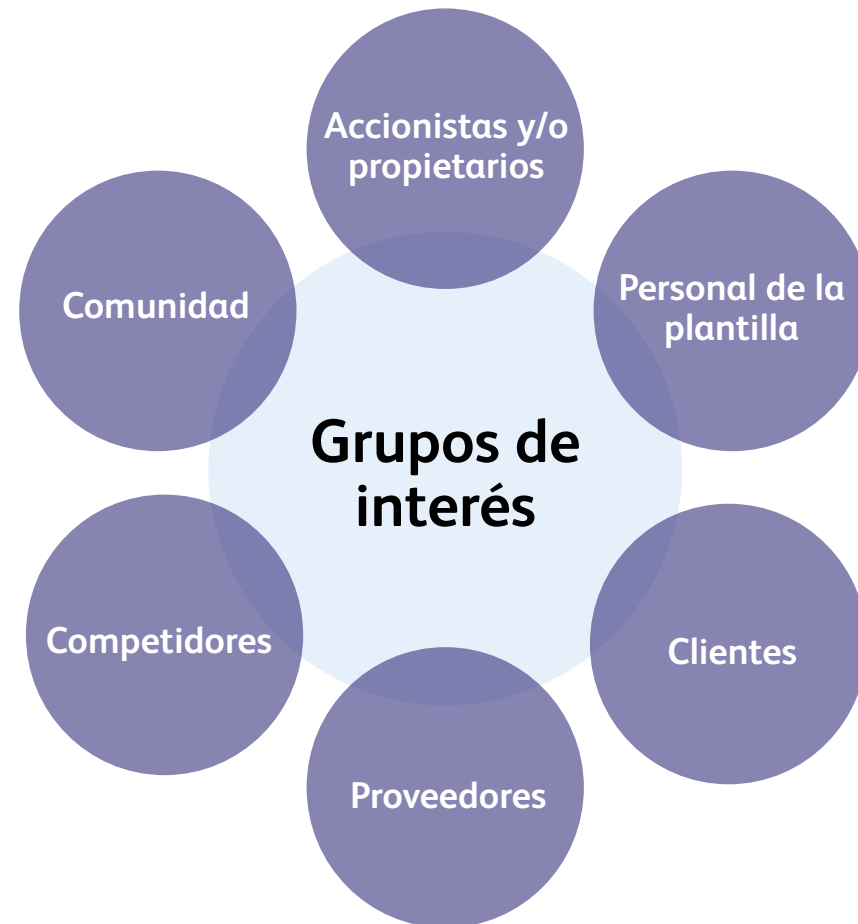 Accionistas y/o
propietarios
Personal de la
plantilla
Comunidad
Grupos de
interés
Competidores
Clientes
Proveedores